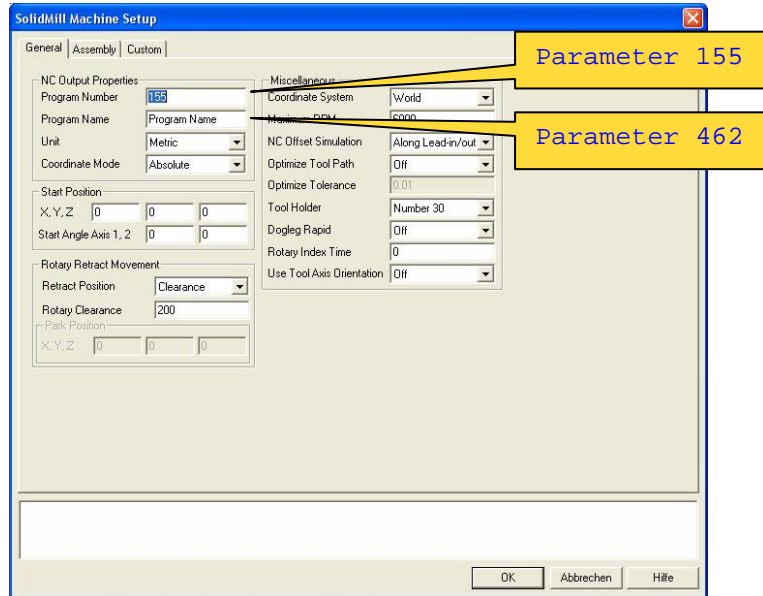 SolidMill Machine Setup
General Assembly Custom
Parameter 155
NC Output Properties
Program Number 155
Program Name Program Name
Unit Metric
Coordinate Mode Absolute
Start Position
X, Y, Z 0 0 0
Start Angle Axis 1, 2 0 0
Rotary Retract Movement
Retract Position Clearance
Rotary Clearance 200
Park Position
X, Y, Z 0 0 0
Miscellaneous
Coordinate System World
Parameter 462
NC Offset Simulation Along Lead-in/out
Optimize Tool Path Off
Optimize Tolerance 0.01
Tool Holder Number 30
Dogleg Rapid Off
Rotary Index Time 0
Use Tool Axis Orientation Off
OK Abbrechen Hilfe